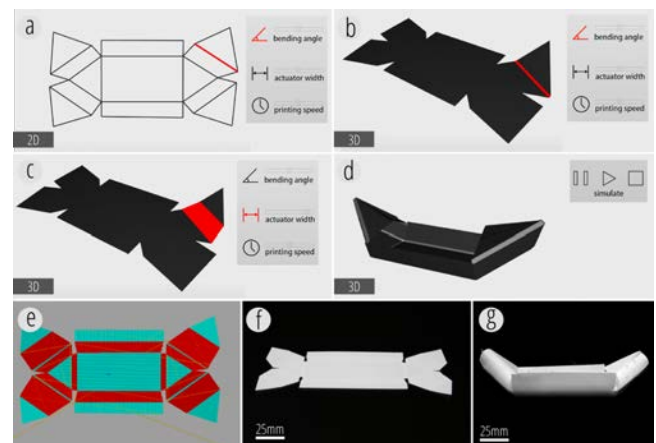 a
bending angle
actuator width
printing speed
2D
b
bending angle
actuator width
printing speed
3D
c
bending angle
actuator width
printing speed
3D
d
simulate
3D
e
f
25mm
g
25mm